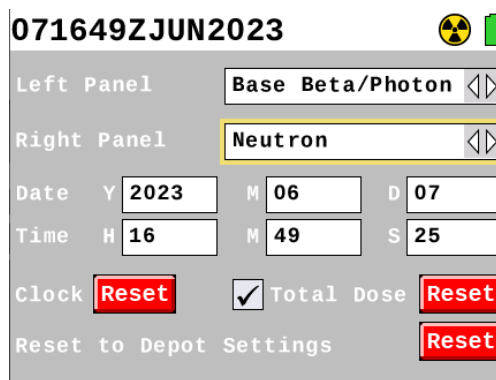 071649ZJUN2023
Left Panel Base Beta/Photon
Right Panel Neutron
Date Y 2023 M 06 D 07
Time H 16 M 49 S 25
Clock Reset Total Dose Reset
Reset to Depot Settings Reset